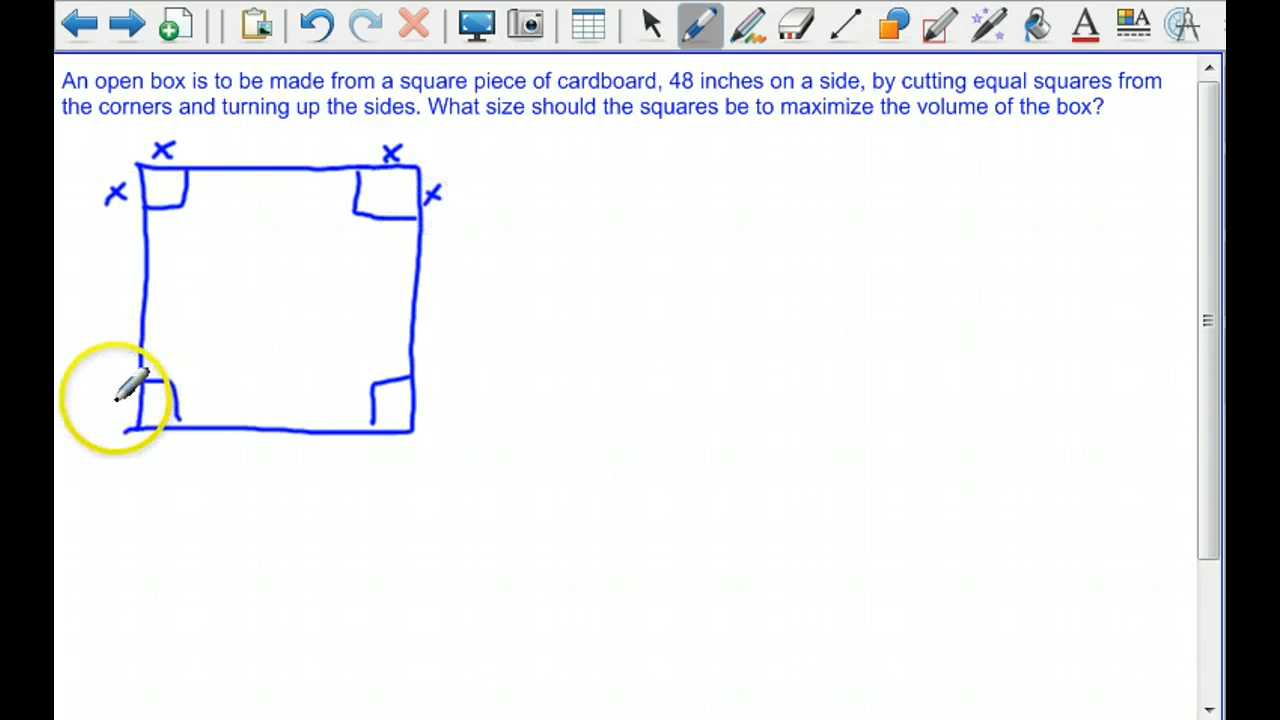 An open box is to be made from a square piece of cardboard, 48 inches on a side, by cutting equal squares from
the corners and turning up the sides. What size should the squares be to maximize the volume of the box?
x x
x x